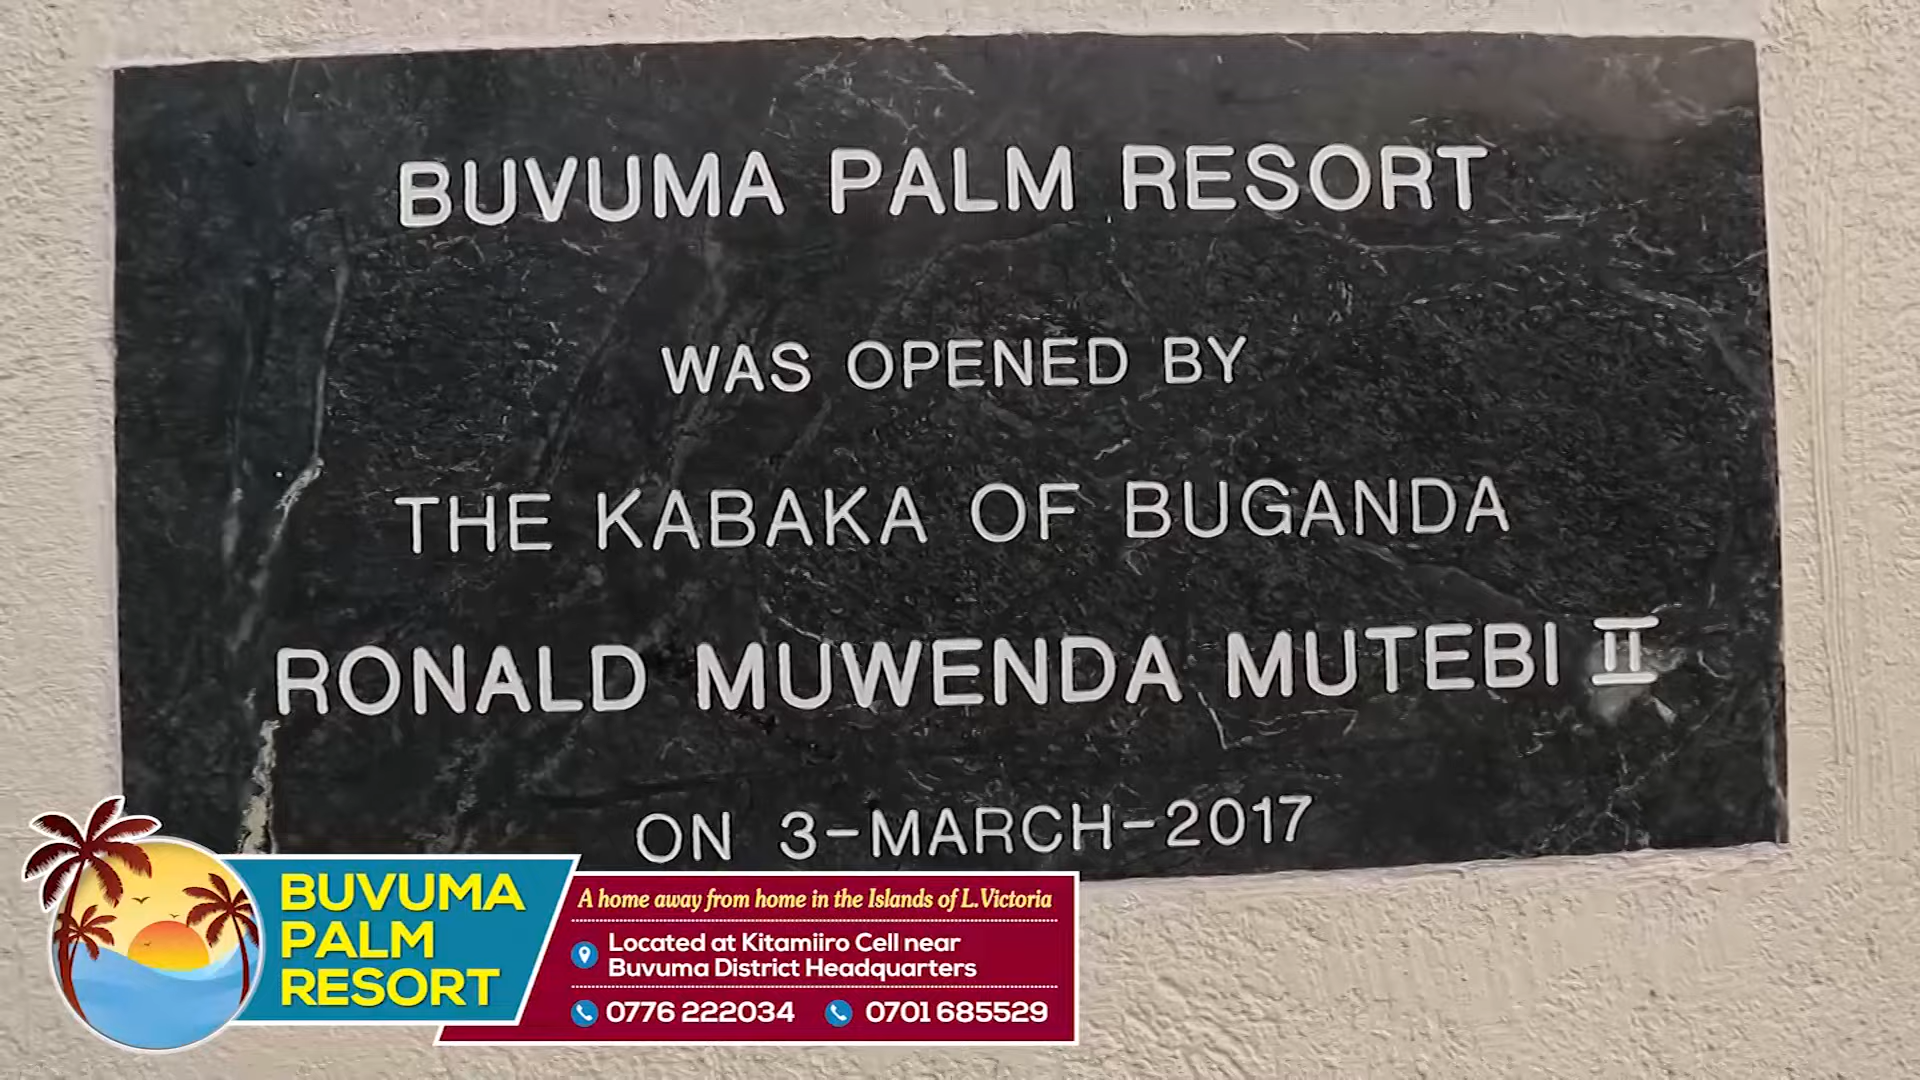 BUVUMA PALM RESORT
WAS OPENED BY
THE KABAKA OF BUGANDA
RONALD MUWENDA MUTEBI II
ON 3-MARCH-2017
BUVUMA
PALM
RESORT
A home away from home in the Islands of L.Victoria
Located at Kitamiiro Cell near
Buvuma District Headquarters
0776 222034
0701 685529